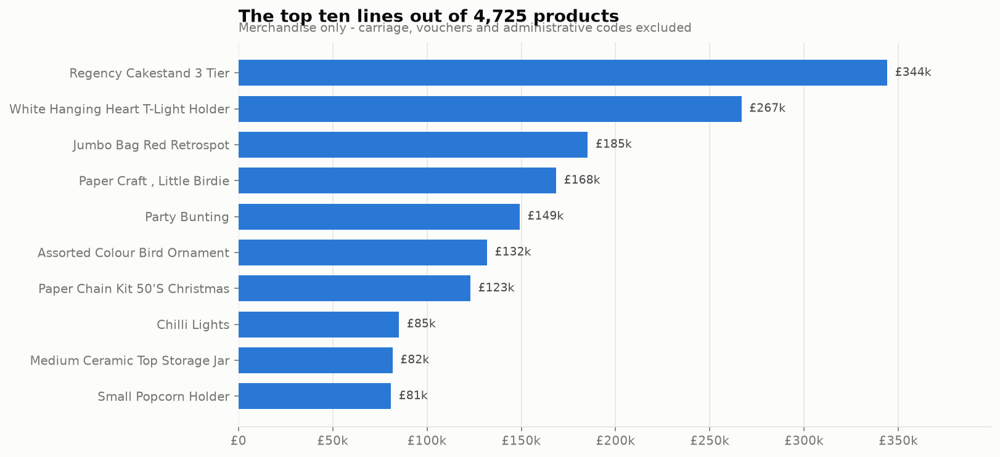 The top ten lines out of 4,725 products
Merchandise only - carriage, vouchers and administrative codes excluded
Regency Cakestand 3 Tier £344k
White Hanging Heart T-Light Holder £267k
Jumbo Bag Red Retrospot £185k
Paper Craft , Little Birdie £168k
Party Bunting £149k
Assorted Colour Bird Ornament £132k
Paper Chain Kit 50'S Christmas £123k
Chilli Lights £85k
Medium Ceramic Top Storage Jar £82k
Small Popcorn Holder £81k
£0 £50k £100k £150k £200k £250k £300k £350k